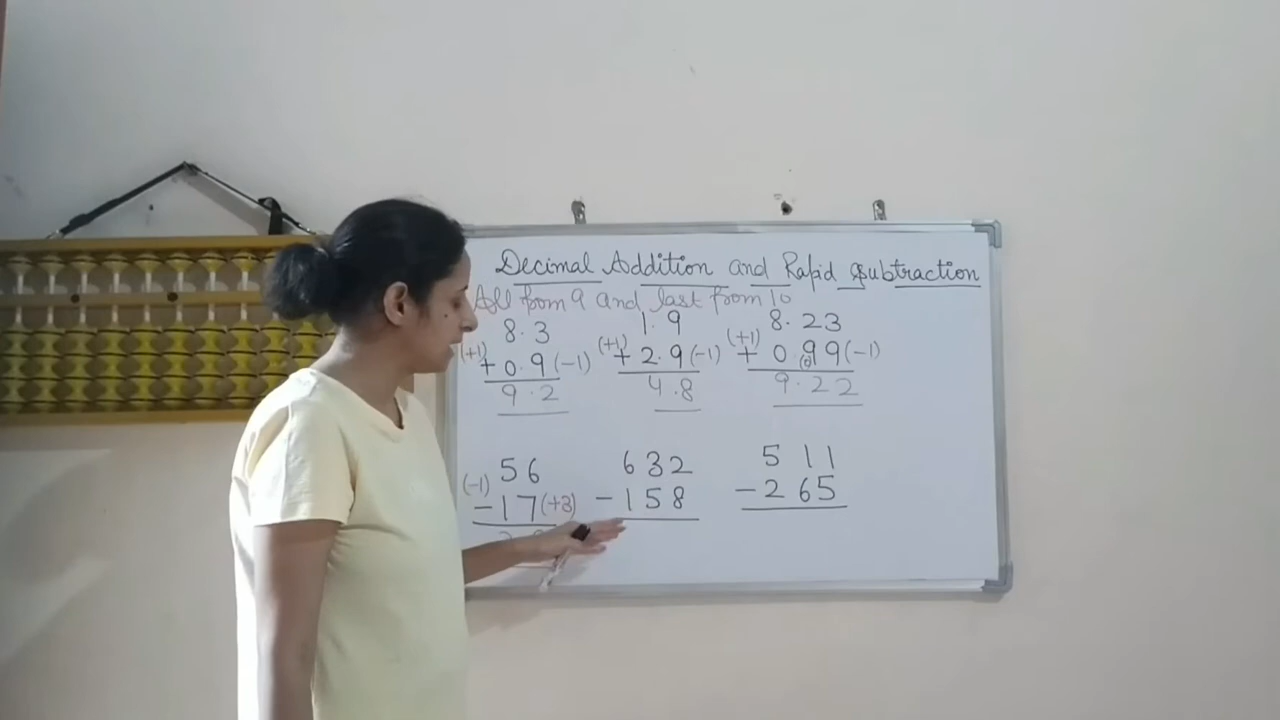 Decimal Addition and Rapid Subtraction
All from 9 and last from 10
8.3 1.9 8.23
(+1) + 0.9 (-1) (+1) + 2.9 (-1) (+1) + 0.99 (-1)
9.2 4.8 9.22
56 632 511
(-1) - 17 (+3) - 158 - 265